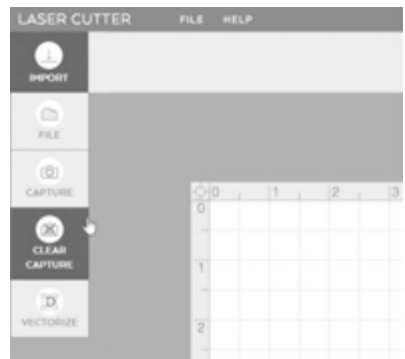 LASER CUTTER FILE HELP
IMPORT
FILE
CAPTURE
0 1 2 3
0
CLEAR
CAPTURE
1
D
VECTORIZE
2